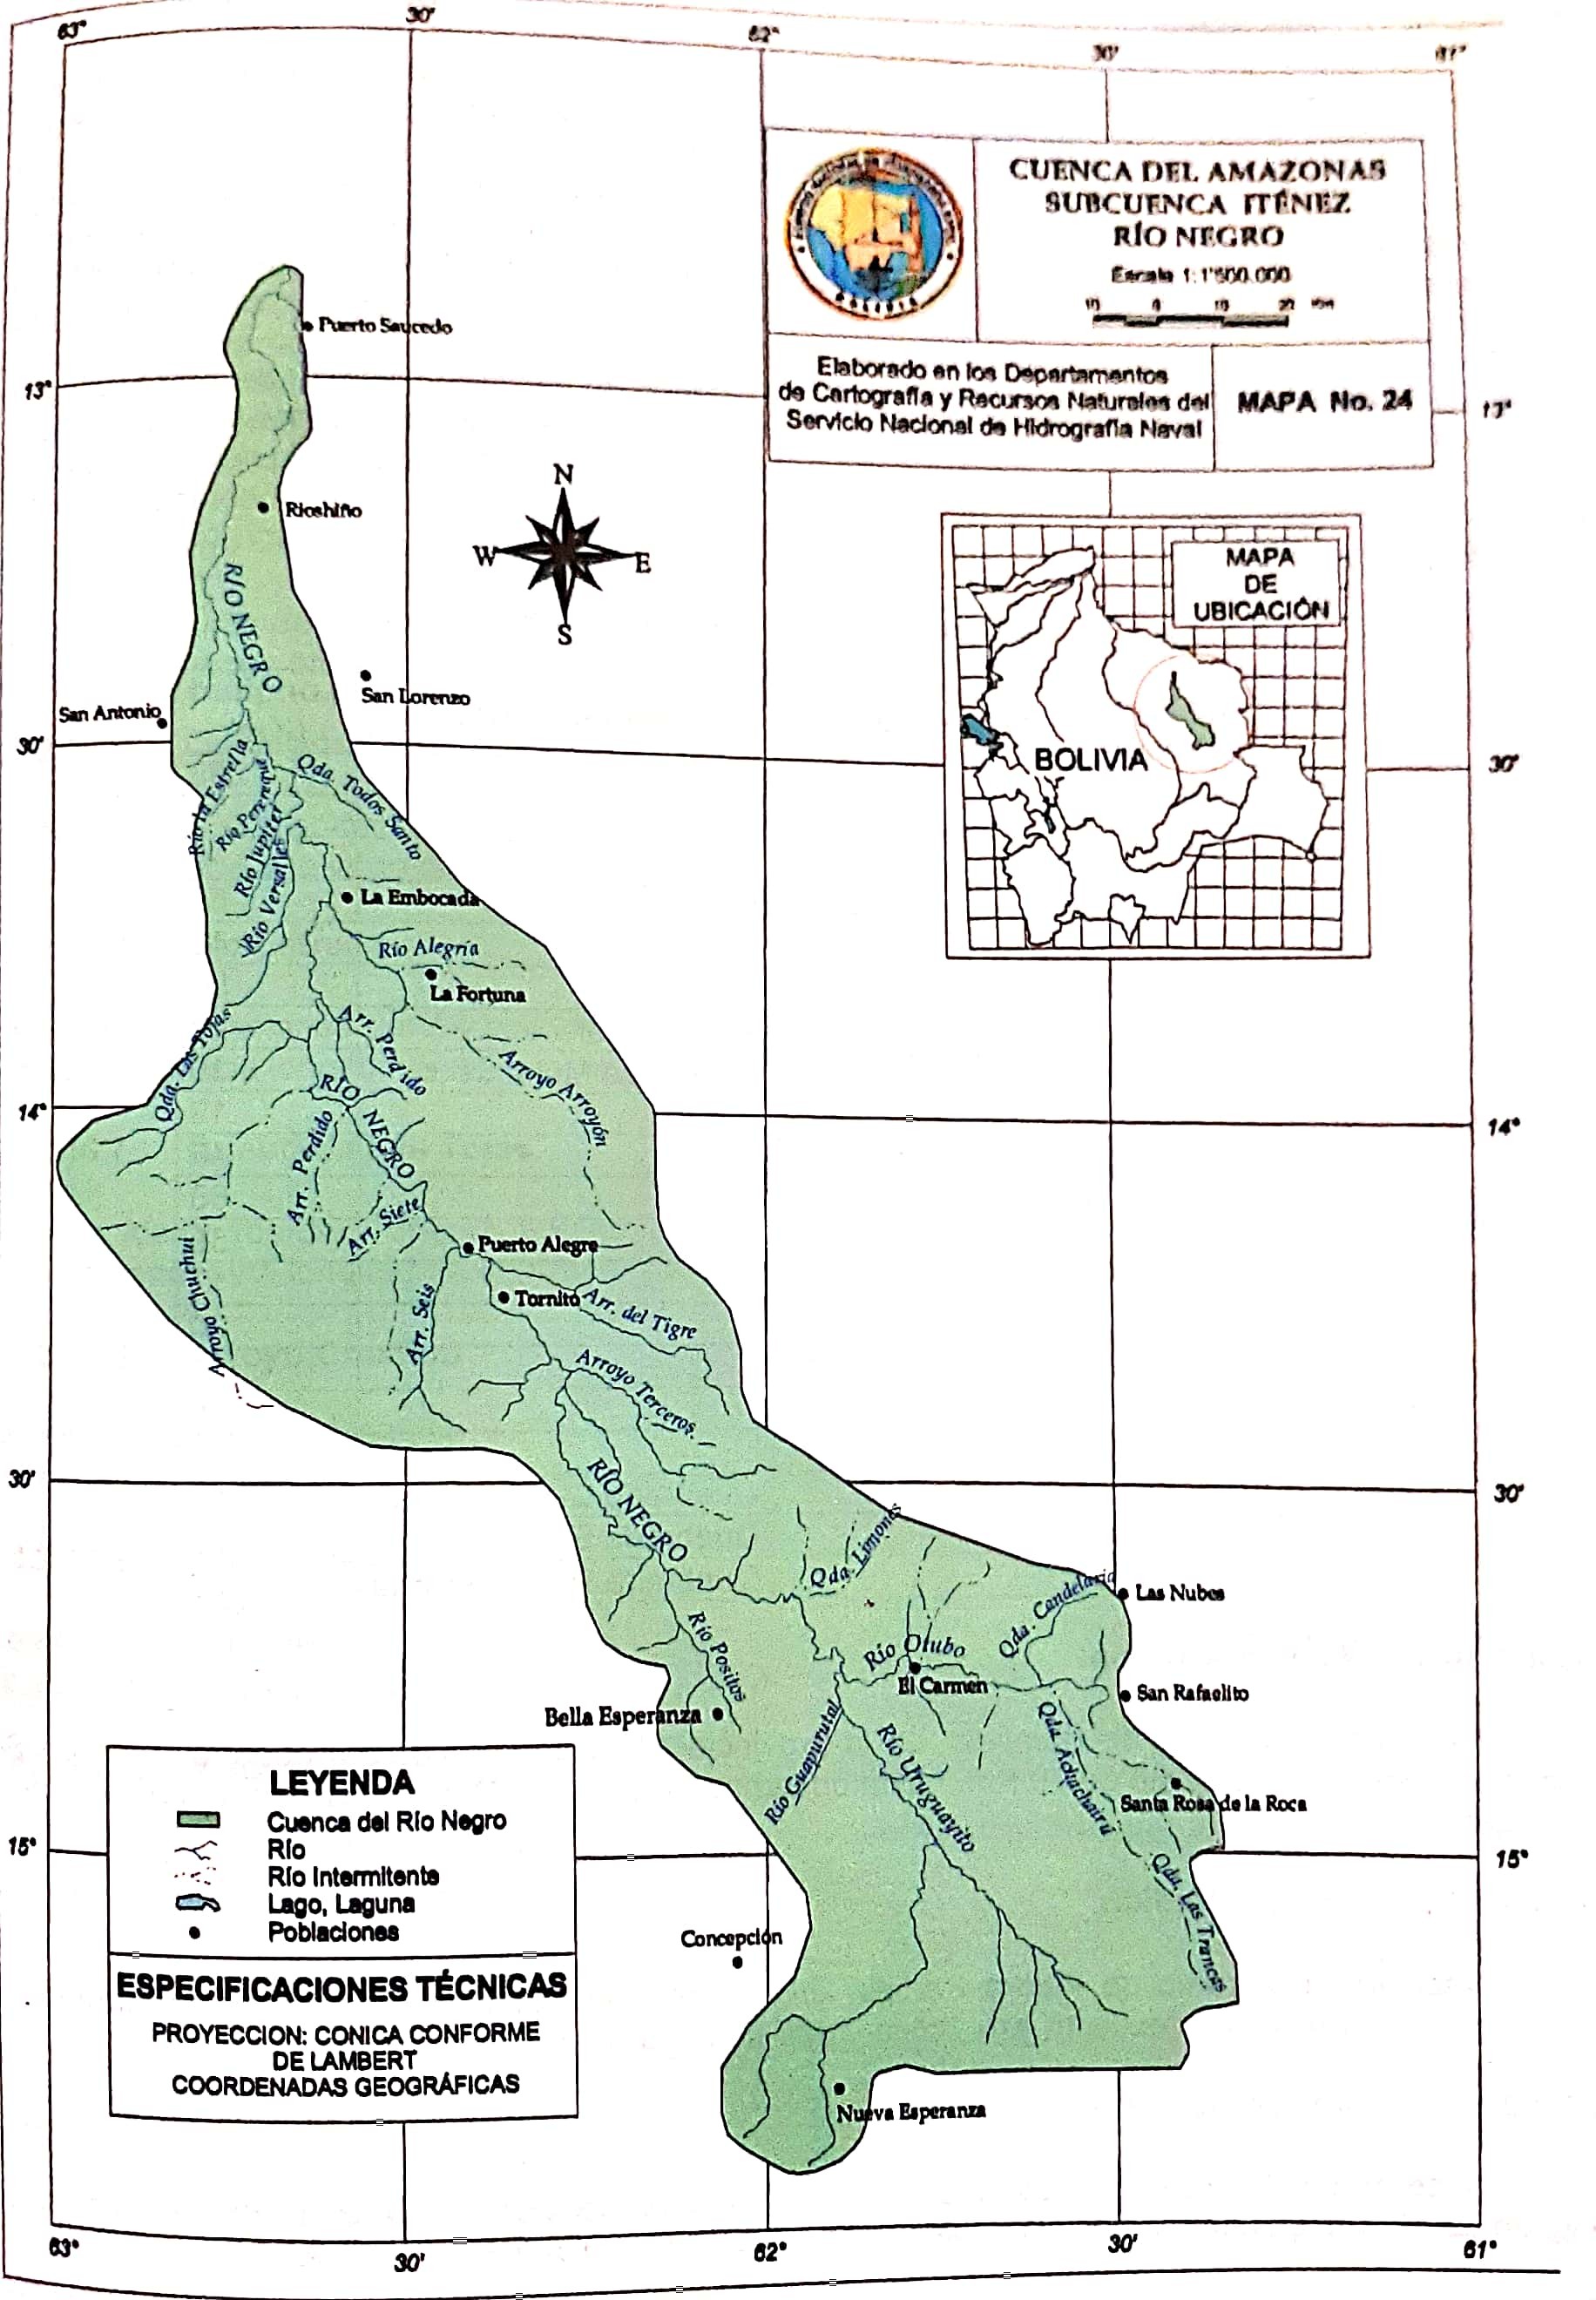 63°
30'
62°
30'
61°
CUENCA DEL AMAZONAS
SUBCUENCA ITÉNEZ
RÍO NEGRO
Escala 1:1'500.000
10 0 10 20 Km
Elaborado en los Departamentos
de Cartografía y Recursos Naturales del
Servicio Nacional de Hidrografía Naval
MAPA No. 24
BOLIVIA
Puerto Saucedo
13°
13°
N
W
E
S
Rioshiño
MAPA
DE
UBICACIÓN
BOLIVIA
RÍO NEGRO
San Lorenzo
San Antonio
30'
30'
Río la Estrella
Qda. Todos Santo
Río Pererequе
Río Jupiter
Río Versalles
La Embocada
Río Alegría
La Fortuna
Qda. Las Tojas
Arr. Perdido
Arroyo Arroyón
14°
14°
RÍO NEGRO
Arr. Perdido
Arr. Siete
Arroyo Chuchui
Puerto Alegre
Arr. Seis
Tornito
Arr. del Tigre
Arroyo Terceros
30'
30'
RÍO NEGRO
Qda. Limones
Qda. Candelaria
Las Nubes
Río Positos
Río Olubo
El Carmen
San Rafaelito
Bella Esperanza
Río Guapurutal
Río Uruguayito
Qda. Achachairú
Santa Rosa de la Roca
15°
15°
Qda. Las Trancas
Concepción
Nueva Esperanza
LEYENDA
Cuenca del Río Negro
Río
Río Intermitente
Lago, Laguna
Poblaciones
ESPECIFICACIONES TÉCNICAS
PROYECCION: CONICA CONFORME
DE LAMBERT
COORDENADAS GEOGRÁFICAS
63°
30'
62°
30'
61°